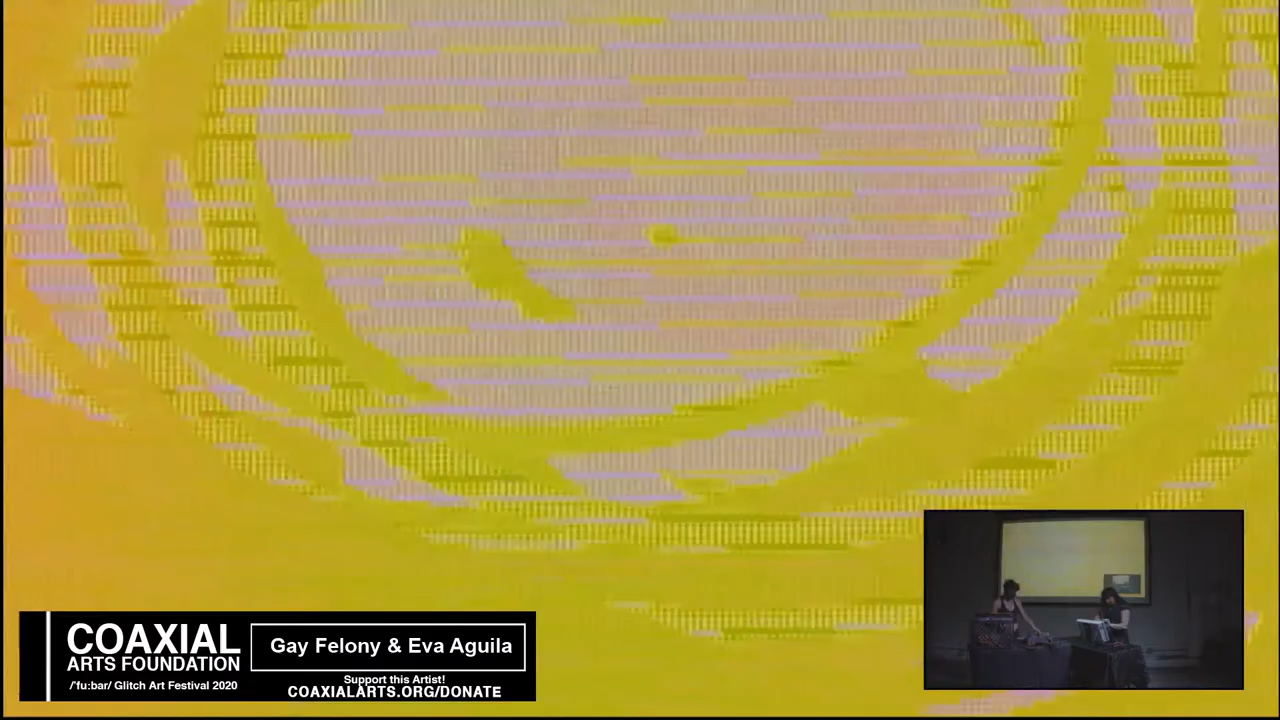 COAXIAL
ARTS FOUNDATION
/'fu:bar/ Glitch Art Festival 2020
Gay Felony & Eva Aguila
Support this Artist!
COAXIALARTS.ORG/DONATE